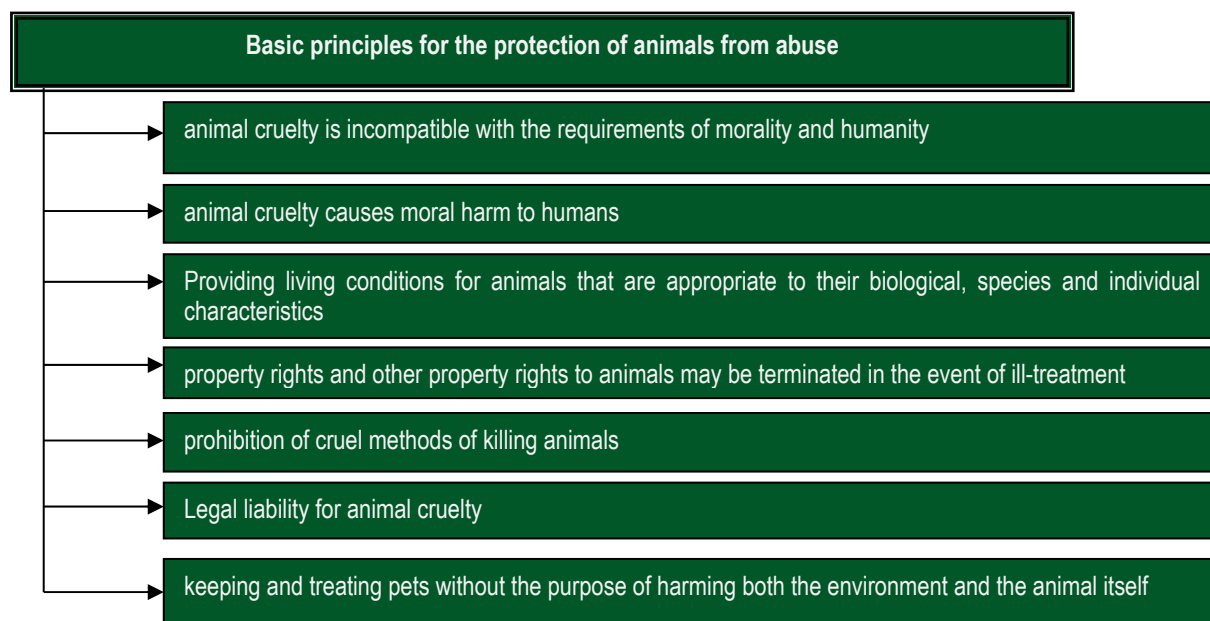 Basic principles for the protection of animals from abuse
animal cruelty is incompatible with the requirements of morality and humanity
animal cruelty causes moral harm to humans
Providing living conditions for animals that are appropriate to their biological, species and individual
characteristics
property rights and other property rights to animals may be terminated in the event of ill-treatment
prohibition of cruel methods of killing animals
Legal liability for animal cruelty
keeping and treating pets without the purpose of harming both the environment and the animal itself